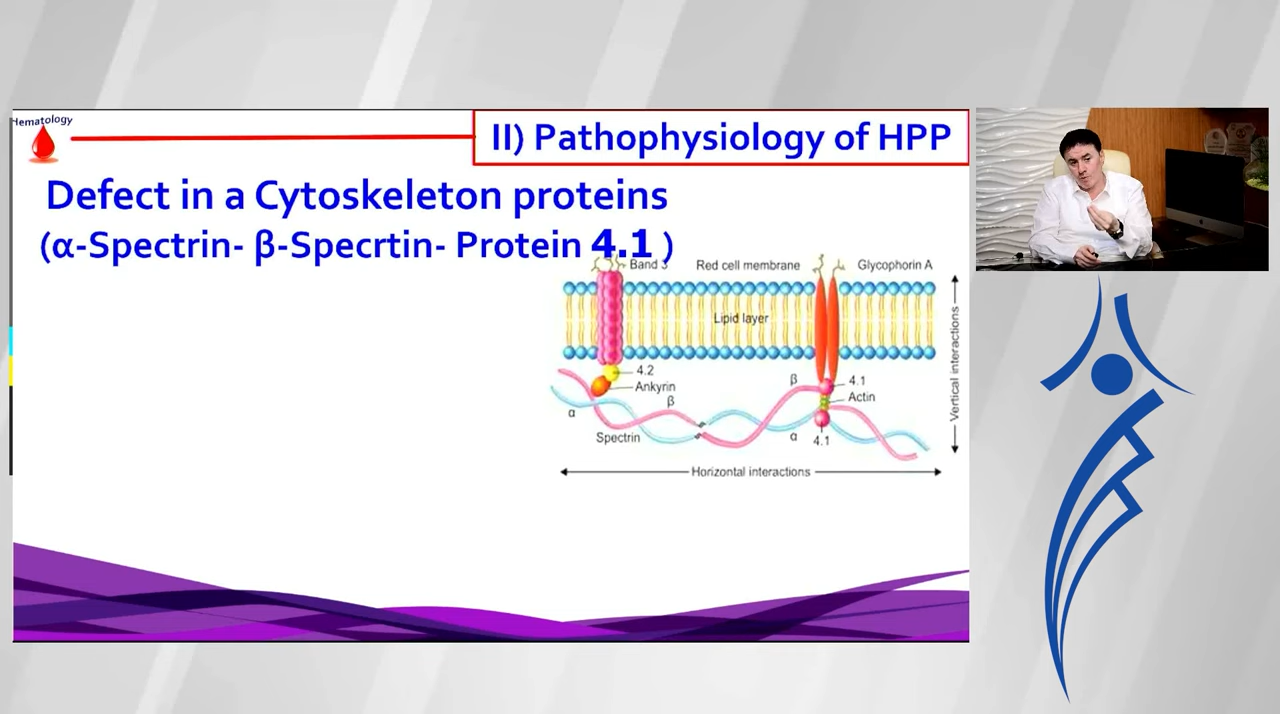 Hematology
II) Pathophysiology of HPP
Defect in a Cytoskeleton proteins
(α-Spectrin- β-Specrtin- Protein 4.1 )
Band 3 Red cell membrane Glycophorin A
Lipid layer
4.2
Ankyrin
β
α
Spectrin
β
4.1
Actin
α
4.1
Vertical interactions
Horizontal interactions